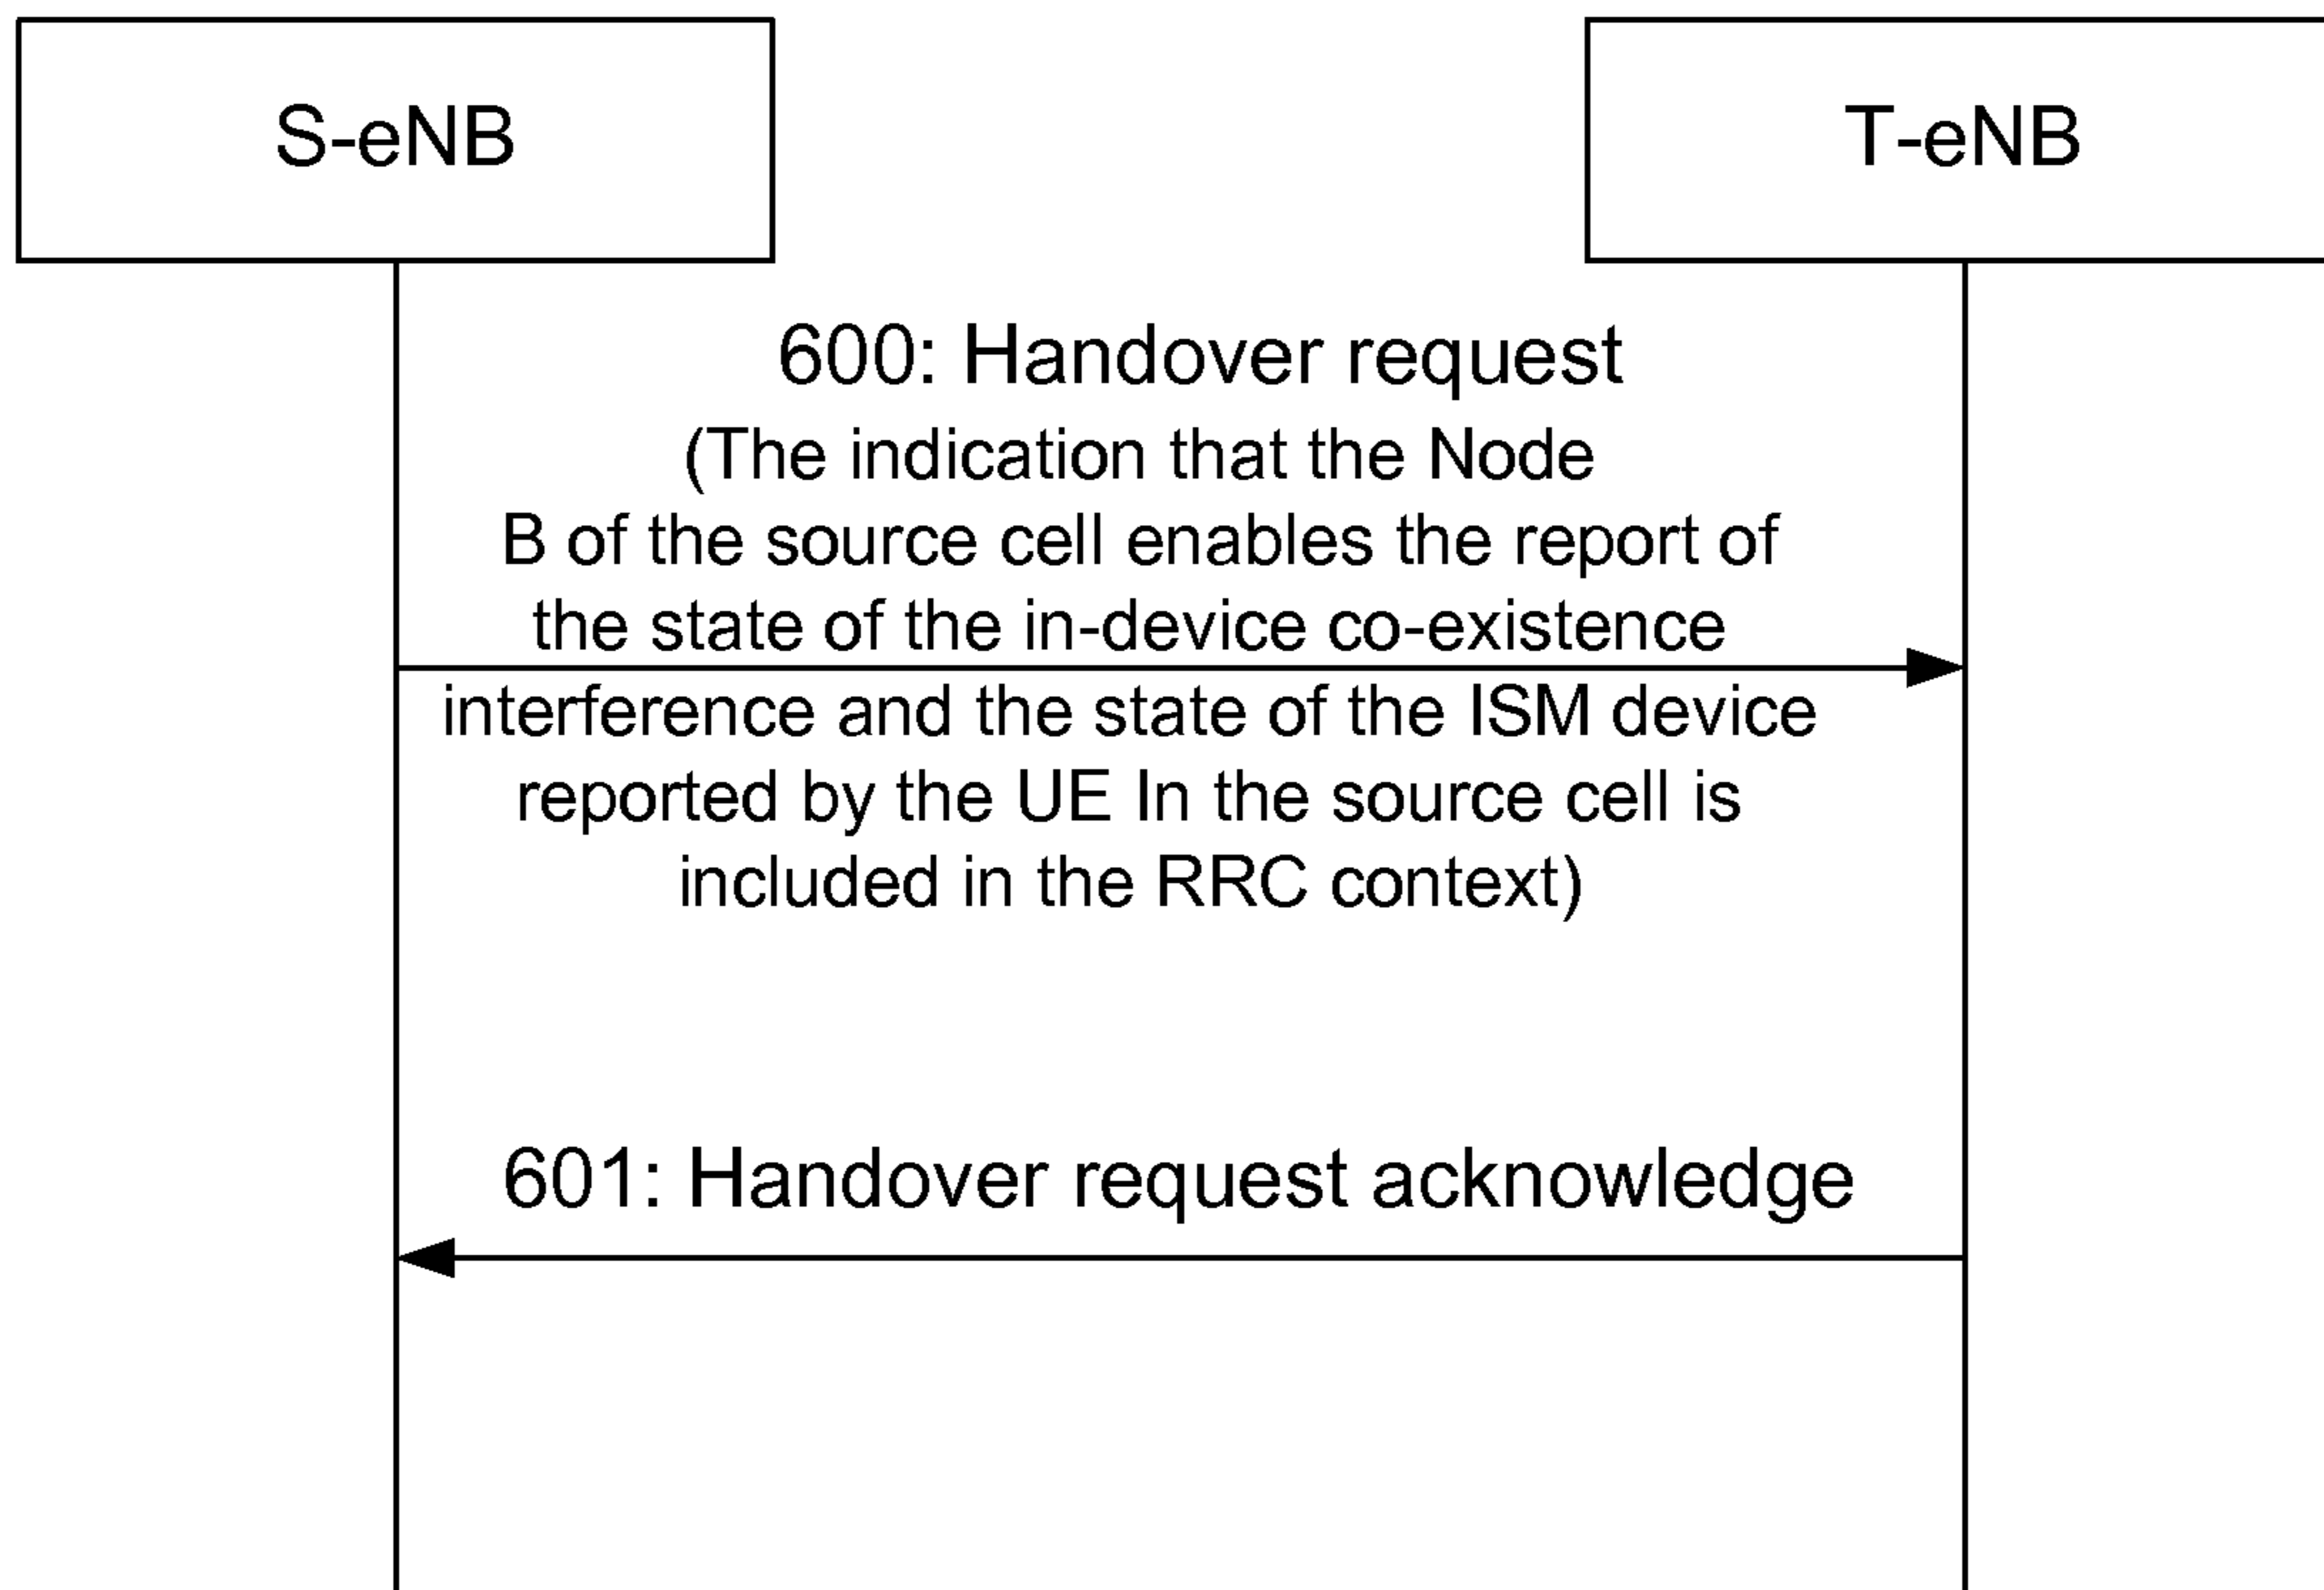 S-eNB
T-eNB
600: Handover request
(The indication that the Node
B of the source cell enables the report of
the state of the in-device co-existence
interference and the state of the ISM device
reported by the UE In the source cell is
included in the RRC context)
601: Handover request acknowledge